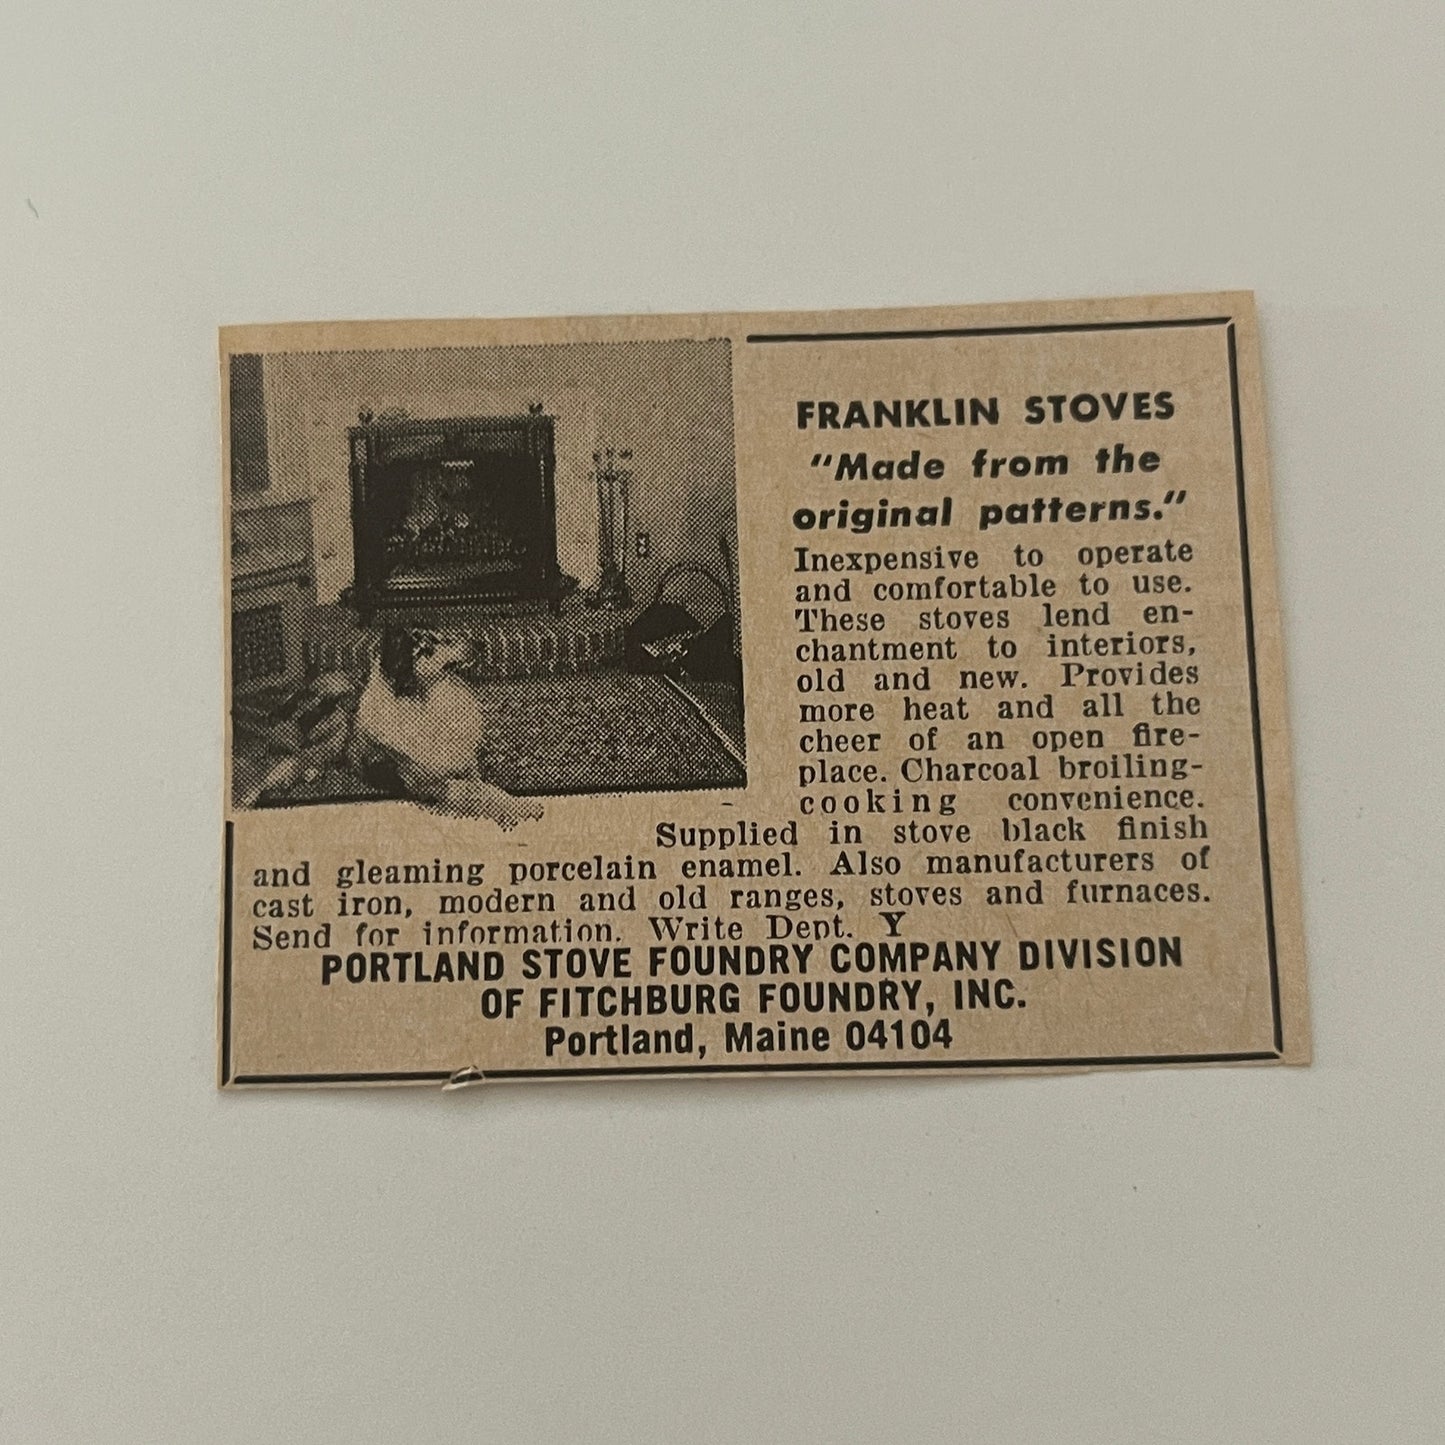 FRANKLIN STOVES
"Made from the
original patterns."
Inexpensive to operate
and comfortable to use.
These stoves lend en-
chantment to interiors,
old and new. Provides
more heat and all the
cheer of an open fire-
place. Charcoal broiling-
cooking convenience.
Supplied in stove black finish
and gleaming porcelain enamel. Also manufacturers of
cast iron, modern and old ranges, stoves and furnaces.
Send for information. Write Dept. Y
PORTLAND STOVE FOUNDRY COMPANY DIVISION
OF FITCHBURG FOUNDRY, INC.
Portland, Maine 04104